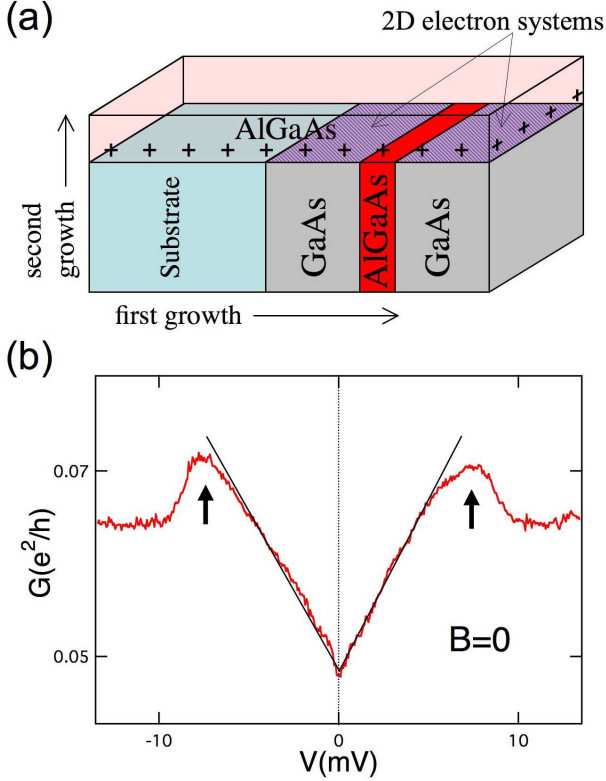 (a)
2D electron systems
AlGaAs
+ + + + + + + + + + + + + +
second
growth
Substrate
GaAs
AlGaAs
GaAs
first growth
(b)
G(e²/h)
0.07
0.05
B=0
-10
0
10
V(mV)